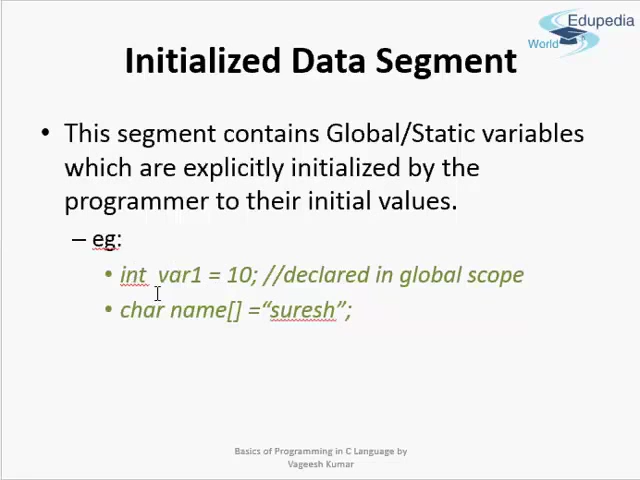 Edupedia
World
Initialized Data Segment
• This segment contains Global/Static variables
which are explicitly initialized by the
programmer to their initial values.
– eg:
• int var1 = 10; //declared in global scope
• char name[] =“suresh”;
Basics of Programming in C Language by
Vageesh Kumar